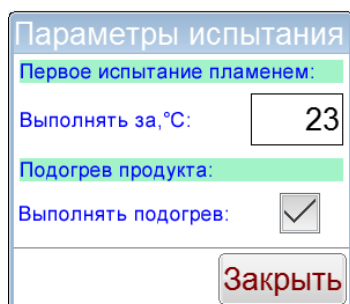 Параметры испытания
Первое испытание пламенем:
Выполнять за,°C: 23
Подогрев продукта:
Выполнять подогрев:
Закрыть